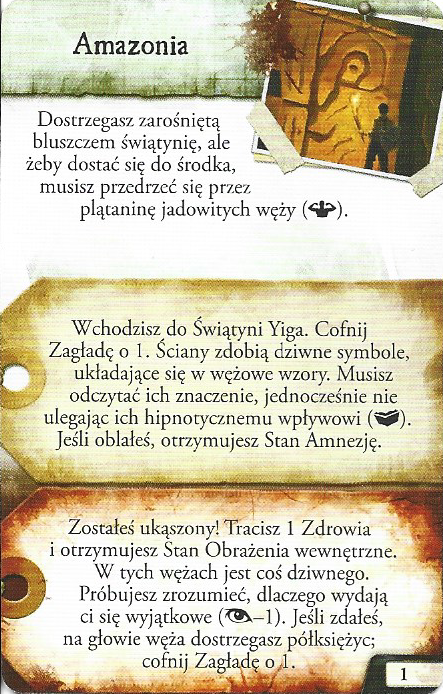 Amazonia
Dostrzegasz zarośniętą
bluszczem świątynię, ale
żeby dostać się do środka,
musisz przedrzeć się przez
plątaninę jadowitych węży ( ).
Wchodzisz do Świątyni Yiga. Cofnij
Zagładę o 1. Ściany zdobią dziwne symbole,
układające się w wężowe wzory. Musisz
odczytać ich znaczenie, jednocześnie nie
ulegając ich hipnotycznemu wpływowi ( ).
Jeśli oblałeś, otrzymujesz Stan Amnezję.
Zostałeś ukąszony! Tracisz 1 Zdrowia
i otrzymujesz Stan Obrażenia wewnętrzne.
W tych wężach jest coś dziwnego.
Próbujesz zrozumieć, dlaczego wydają
ci się wyjątkowe ( –1). Jeśli zdałeś,
na głowie węża dostrzegasz półksiężyc;
cofnij Zagładę o 1.
1